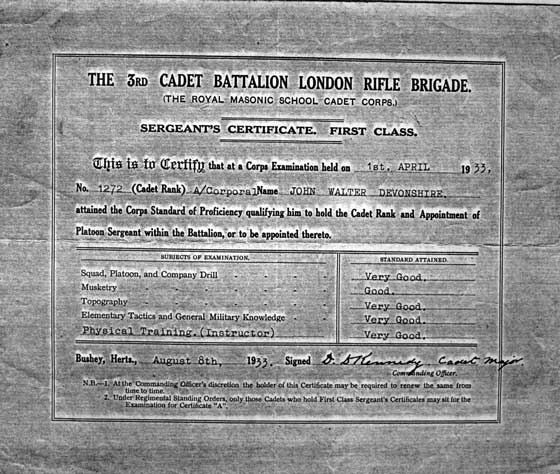 THE 3RD CADET BATTALION LONDON RIFLE BRIGADE.
(THE ROYAL MASONIC SCHOOL CADET CORPS.)
SERGEANT'S CERTIFICATE. FIRST CLASS.
This is to Certify that at a Corps Examination held on 1st. APRIL 1933.
No. 1272 (Cadet Rank) A/Corporal Name JOHN WALTER DEVONSHIRE.
attained the Corps Standard of Proficiency qualifying him to hold the Cadet Rank and Appointment of
Platoon Sergeant within the Battalion, or to be appointed thereto.
SUBJECTS OF EXAMINATION. STANDARD ATTAINED.
Squad, Platoon, and Company Drill - - - - Very Good.
Musketry - - - - - - - Good.
Topography - - - - - - - Very Good.
Elementary Tactics and General Military Knowledge - - Very Good.
Physical Training.(Instructor) Very Good.
Bushey, Herts., August 8th, 1933. Signed D. D Kennedy Cadet Major.
Commanding Officer.
N.B.—1. At the Commanding Officer's discretion the holder of this Certificate may be required to renew the same from
time to time.
2. Under Regimental Standing Orders, only those Cadets who hold First Class Sergeant's Certificates may sit for the
Examination for Certificate "A".